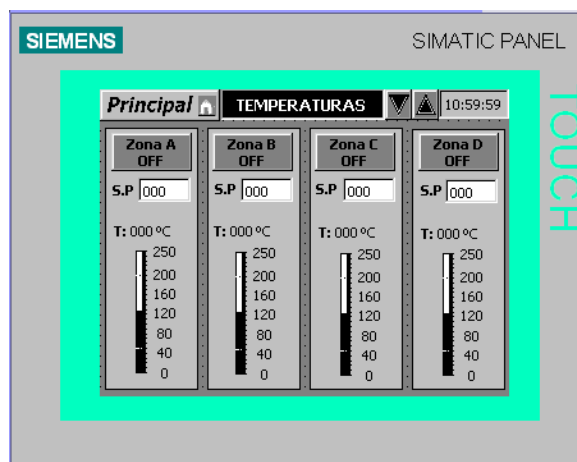 SIEMENS
SIMATIC PANEL
TOUCH
Principal TEMPERATURAS 10:59:59
Zona A
OFF
S.P 000
T: 000 ºC
250
200
160
120
80
40
0
Zona B
OFF
S.P 000
T: 000 ºC
250
200
160
120
80
40
0
Zona C
OFF
S.P 000
T: 000 ºC
250
200
160
120
80
40
0
Zona D
OFF
S.P 000
T: 000 ºC
250
200
160
120
80
40
0